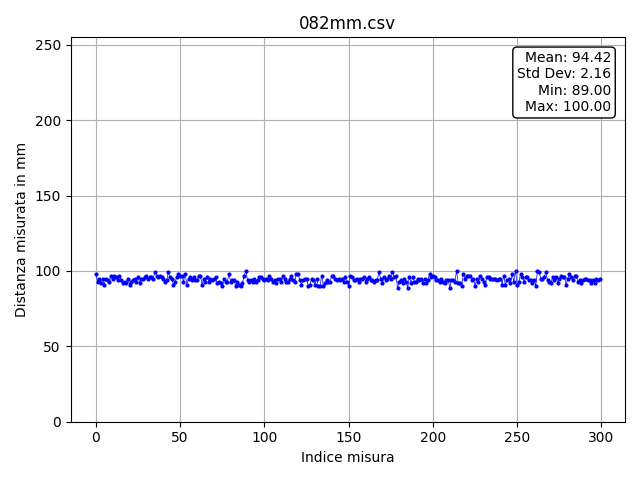 082mm.csv
Mean: 94.42
Std Dev: 2.16
Min: 89.00
Max: 100.00
Distanza misurata in mm
250
200
150
100
50
0
0 50 100 150 200 250 300
Indice misura